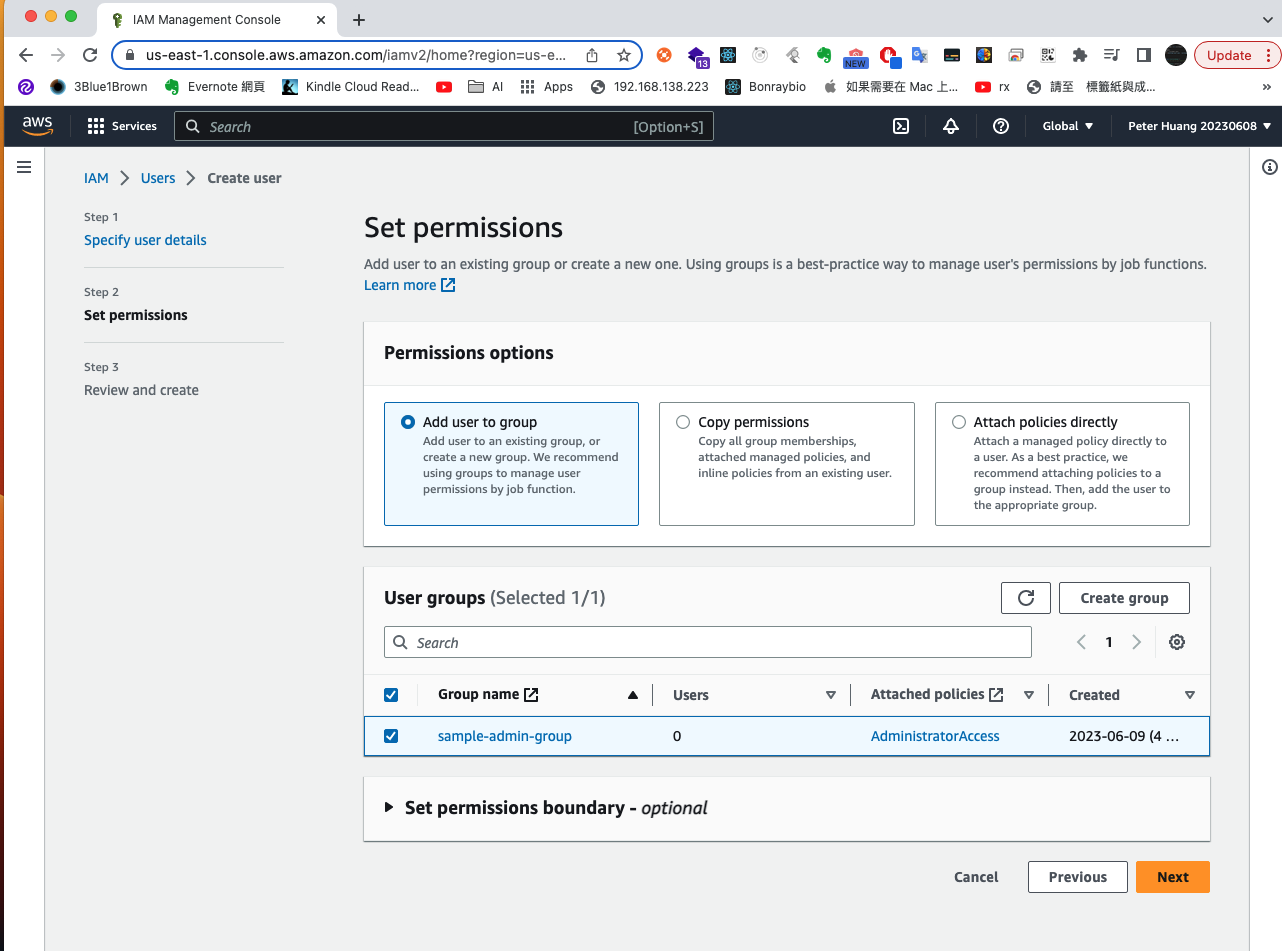 IAM Management Console
us-east-1.console.aws.amazon.com/iamv2/home?region=us-e...
13
NEW
Update
3Blue1Brown
Evernote 網頁
Kindle Cloud Read...
AI
Apps
192.168.138.223
Bonraybio
如果需要在 Mac 上...
rx
請至 標籤紙與成...
»
aws
Services
Search
[Option+S]
Global
Peter Huang 20230608
IAM
Users
Create user
Step 1
Specify user details
Step 2
Set permissions
Step 3
Review and create
Set permissions
Add user to an existing group or create a new one. Using groups is a best-practice way to manage user's permissions by job functions.
Learn more
Permissions options
Add user to group
Add user to an existing group, or
create a new group. We recommend
using groups to manage user
permissions by job function.
Copy permissions
Copy all group memberships,
attached managed policies, and
inline policies from an existing user.
Attach policies directly
Attach a managed policy directly to
a user. As a best practice, we
recommend attaching policies to a
group instead. Then, add the user to
the appropriate group.
User groups (Selected 1/1)
Create group
Search
1
Group name
Users
Attached policies
Created
sample-admin-group
0
AdministratorAccess
2023-06-09 (4 ...
Set permissions boundary - optional
Cancel
Previous
Next